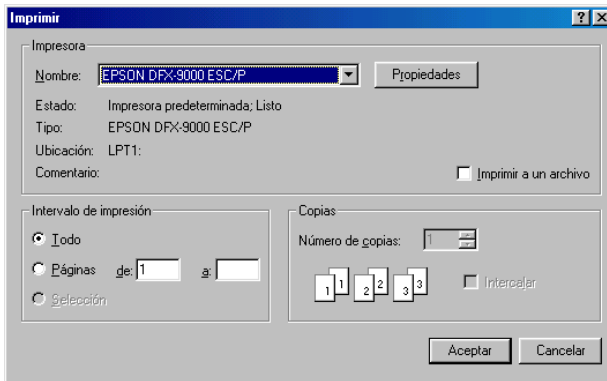 Imprimir
Impresora
Nombre: EPSON DFX-9000 ESC/P Propiedades
Estado: Impresora predeterminada; Listo
Tipo: EPSON DFX-9000 ESC/P
Ubicación: LPT1:
Comentario: Imprimir a un archivo
Intervalo de impresión
Todo
Páginas de: 1 a:
Selección
Copias
Número de copias: 1
1 1 2 2 3 3 Intercalar
Aceptar Cancelar